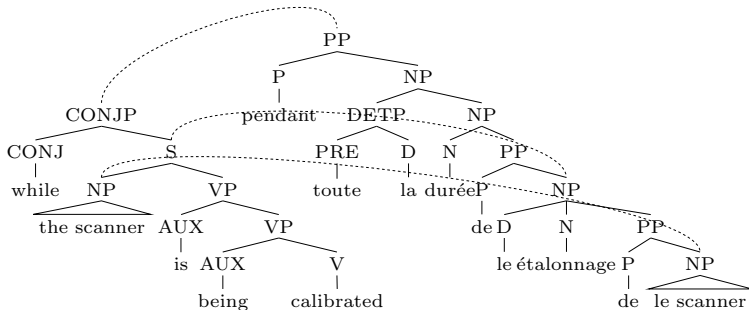 PP
P NP
CONJP pendant DETP NP
CONJ S PRE D N PP
while NP VP toute la durée P NP
the scanner AUX VP de D N PP
is AUX V le étalonnage P NP
being calibrated de le scanner